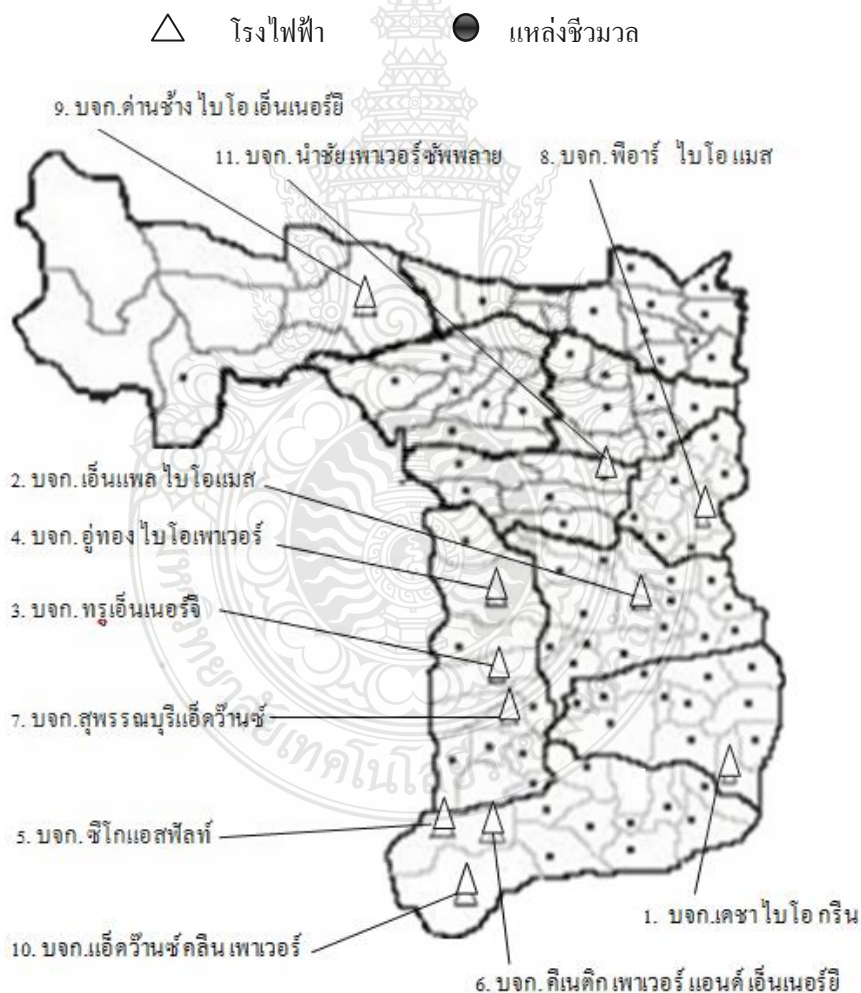 โรงไฟฟ้า แหล่งชีวมวล
9. บจก.ด่านช้าง ไบโอ เอ็นเนอร์ยี
11. บจก. นำชัย เพาเวอร์ ซัพพลาย
8. บจก. พีอาร์ ไบโอ แมส
2. บจก. เอ็นแพล ไบโอแมส
4. บจก. อู่ทอง ไบโอเพาเวอร์
3. บจก. ทรูเอ็นเนอร์จิ
7. บจก.สุพรรณบุรีแอ็ดว๊านซ์
5. บจก. ซีโกแอสฟัลท์
1. บจก.เดชา ไบโอ กรีน
10. บจก.แอ็ดว๊านซ์ คลีน เพาเวอร์
6. บจก. คีเนติก เพาเวอร์ แอนด์ เอ็นเนอร์ยี